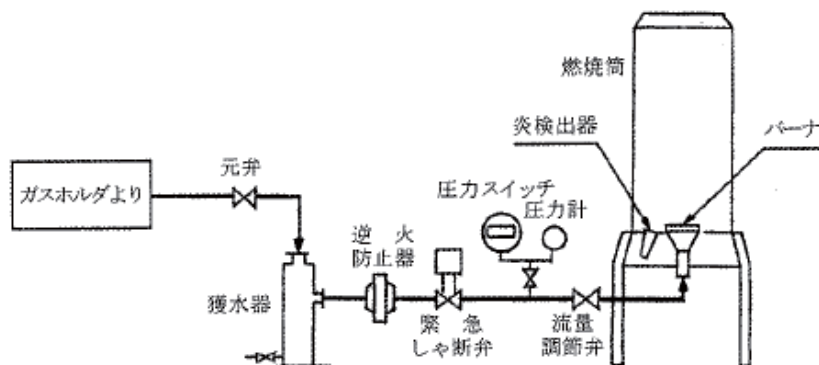 燃焼筒
炎検出器
バーナ
元弁
ガスホルダより
圧力スイッチ
圧力計
逆火
防止器
獲水器
緊急
しゃ断弁
流量
調節弁